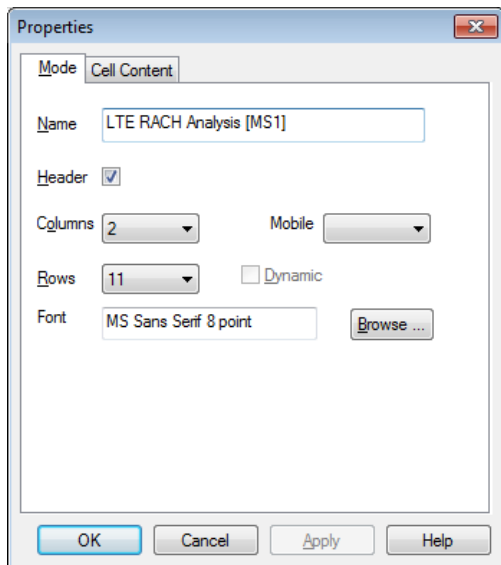 Properties
Mode Cell Content
Name LTE RACH Analysis [MS1]
Header
Columns 2 Mobile
Rows 11 Dynamic
Font MS Sans Serif 8 point Browse ...
OK Cancel Apply Help